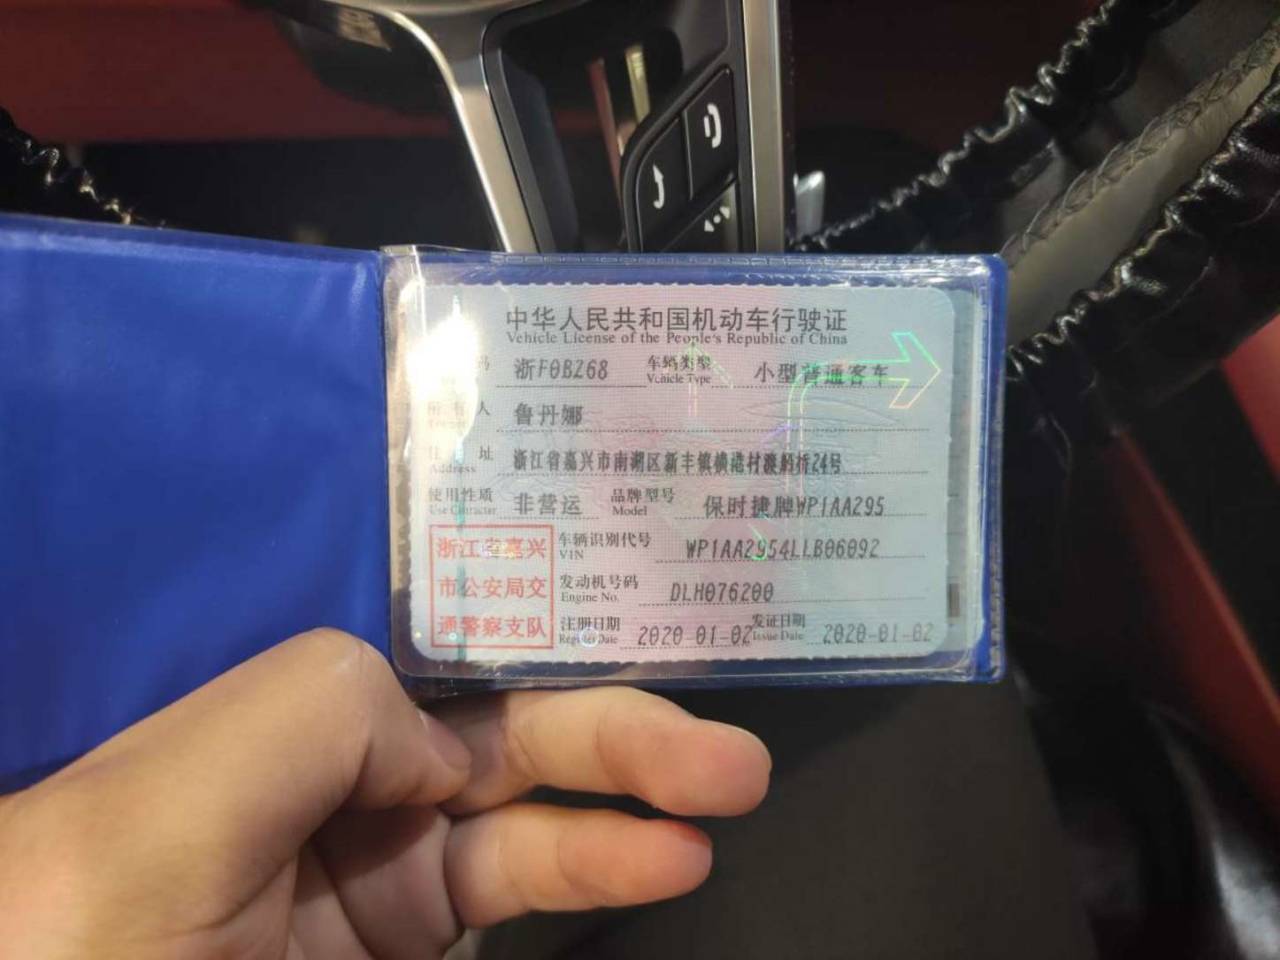 中华人民共和国机动车行驶证
Vehicle License of the People's Republic of China
码 浙F0BZ68 车辆类型 小型普通客车
Vehicle Type
所有人 鲁丹娜
住址 浙江省嘉兴市南湖区新丰镇横港村渡船桥24号
Address
使用性质 非营运 品牌型号 保时捷牌WP1AA295
Use Character Model
浙江省嘉兴 车辆识别代号 WP1AA2954LLB06092
VIN
市公安局交 发动机号码 DLH076200
Engine No.
通警察支队 注册日期 2020-01-02 发证日期 2020-01-02
Register Date Issue Date